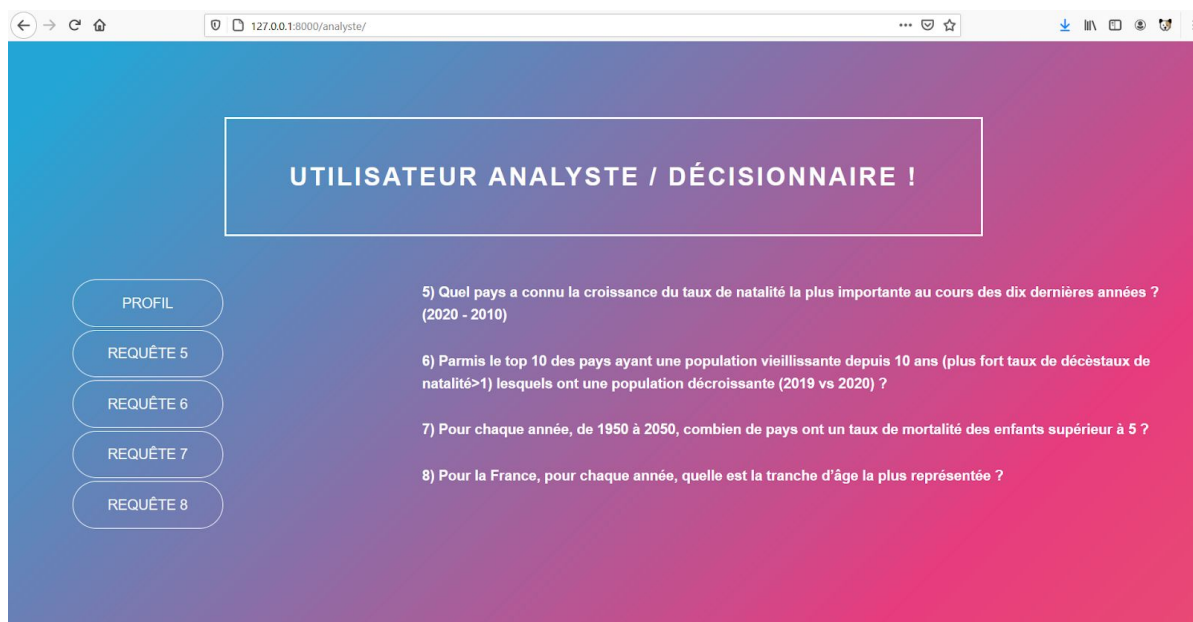 127.0.0.1:8000/analyste/
UTILISATEUR ANALYSTE / DÉCISIONNAIRE !
PROFIL
REQUÊTE 5
REQUÊTE 6
REQUÊTE 7
REQUÊTE 8
5) Quel pays a connu la croissance du taux de natalité la plus importante au cours des dix dernières années ?
(2020 - 2010)
6) Parmis le top 10 des pays ayant une population vieillissante depuis 10 ans (plus fort taux de décèstaux de
natalité>1) lesquels ont une population décroissante (2019 vs 2020) ?
7) Pour chaque année, de 1950 à 2050, combien de pays ont un taux de mortalité des enfants supérieur à 5 ?
8) Pour la France, pour chaque année, quelle est la tranche d’âge la plus représentée ?